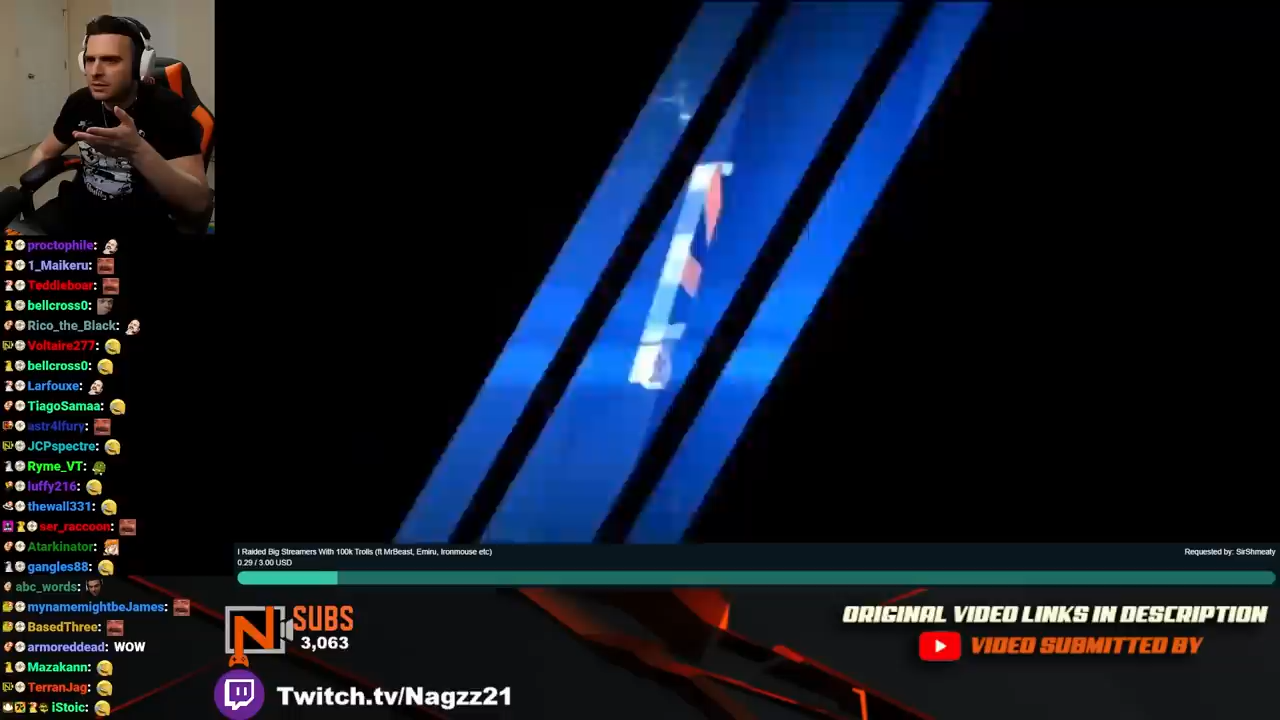 proctophile:
1_Maikeru:
Teddleboar:
bellcross0:
Rico_the_Black:
Voltaire277:
bellcross0:
Larfouxe:
TiagoSamaa:
astr4lfury:
JCPspectre:
Ryme_VT:
luffy216:
thewall331:
ser_raccoon:
Atarkinator:
gangles88:
abc_words:
mynamemightbeJames:
BasedThree:
armoreddead: WOW
Mazakann:
TerranJag:
iStoic:
I Raided Big Streamers With 100k Trolls (ft MrBeast, Emiru, Ironmouse etc)
Requested by: SirShmeaty
0.29 / 3.00 USD
N SUBS
3,063
Twitch.tv/Nagzz21
ORIGINAL VIDEO LINKS IN DESCRIPTION
VIDEO SUBMITTED BY